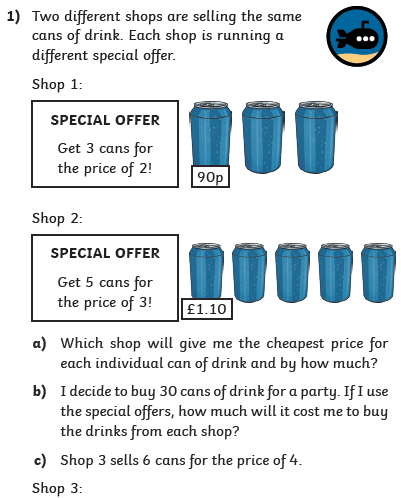 1) Two different shops are selling the same
cans of drink. Each shop is running a
different special offer.
Shop 1:
SPECIAL OFFER
Get 3 cans for
the price of 2!
90p
Shop 2:
SPECIAL OFFER
Get 5 cans for
the price of 3!
£1.10
a) Which shop will give me the cheapest price for
each individual can of drink and by how much?
b) I decide to buy 30 cans of drink for a party. If I use
the special offers, how much will it cost me to buy
the drinks from each shop?
c) Shop 3 sells 6 cans for the price of 4.
Shop 3: